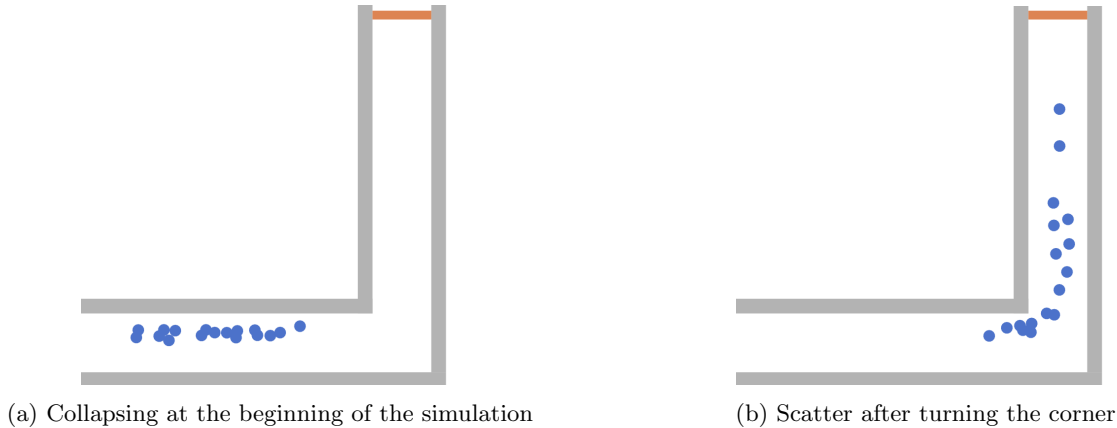 (a) Collapsing at the beginning of the simulation
(b) Scatter after turning the corner